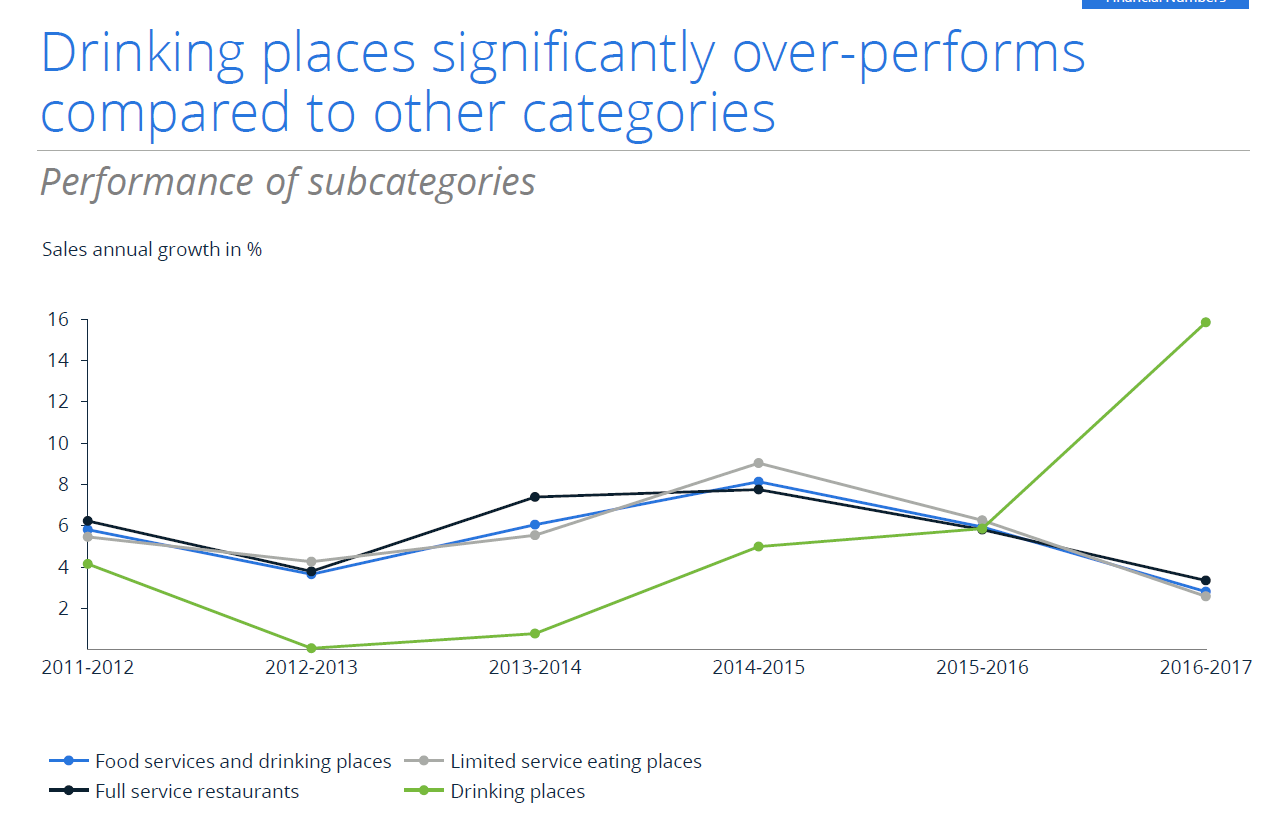 Financial Numbers
Drinking places significantly over-performs
compared to other categories
Performance of subcategories
Sales annual growth in %
16
14
12
10
8
6
4
2
2011-2012 2012-2013 2013-2014 2014-2015 2015-2016 2016-2017
Food services and drinking places Limited service eating places
Full service restaurants Drinking places